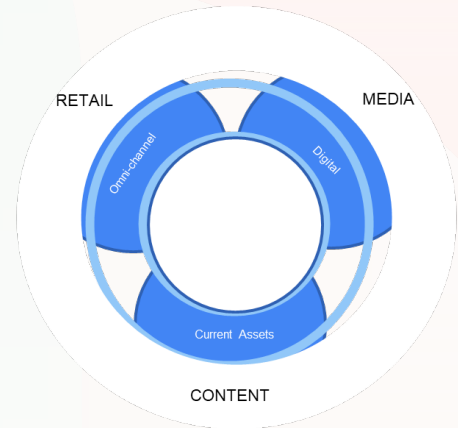 RETAIL
MEDIA
Omni-channel
Digital
Current Assets
CONTENT